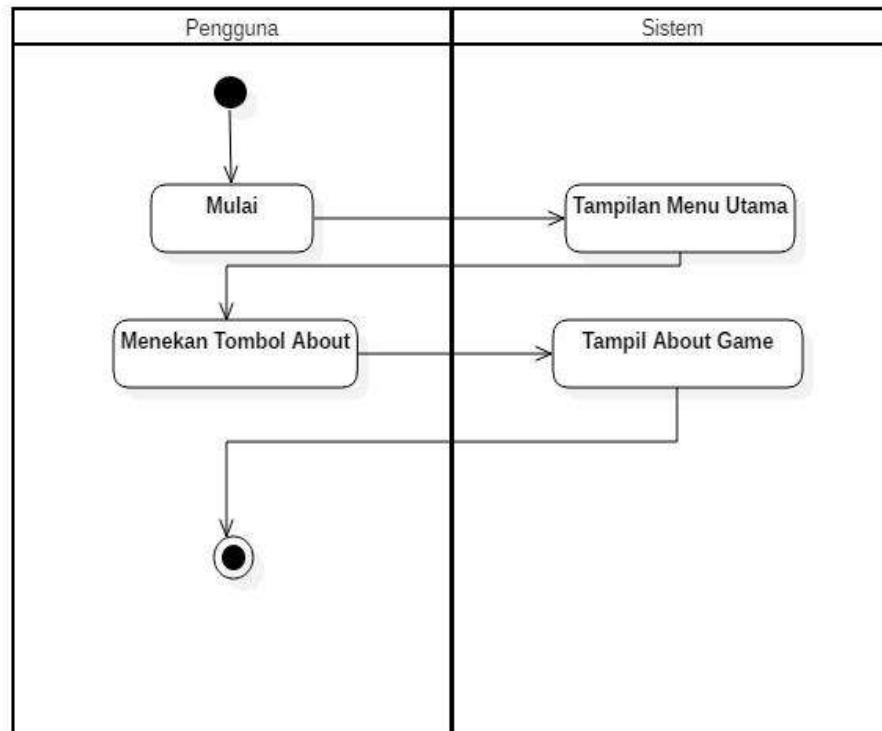 Pengguna
Sistem
Mulai
Tampilan Menu Utama
Menekan Tombol About
Tampil About Game